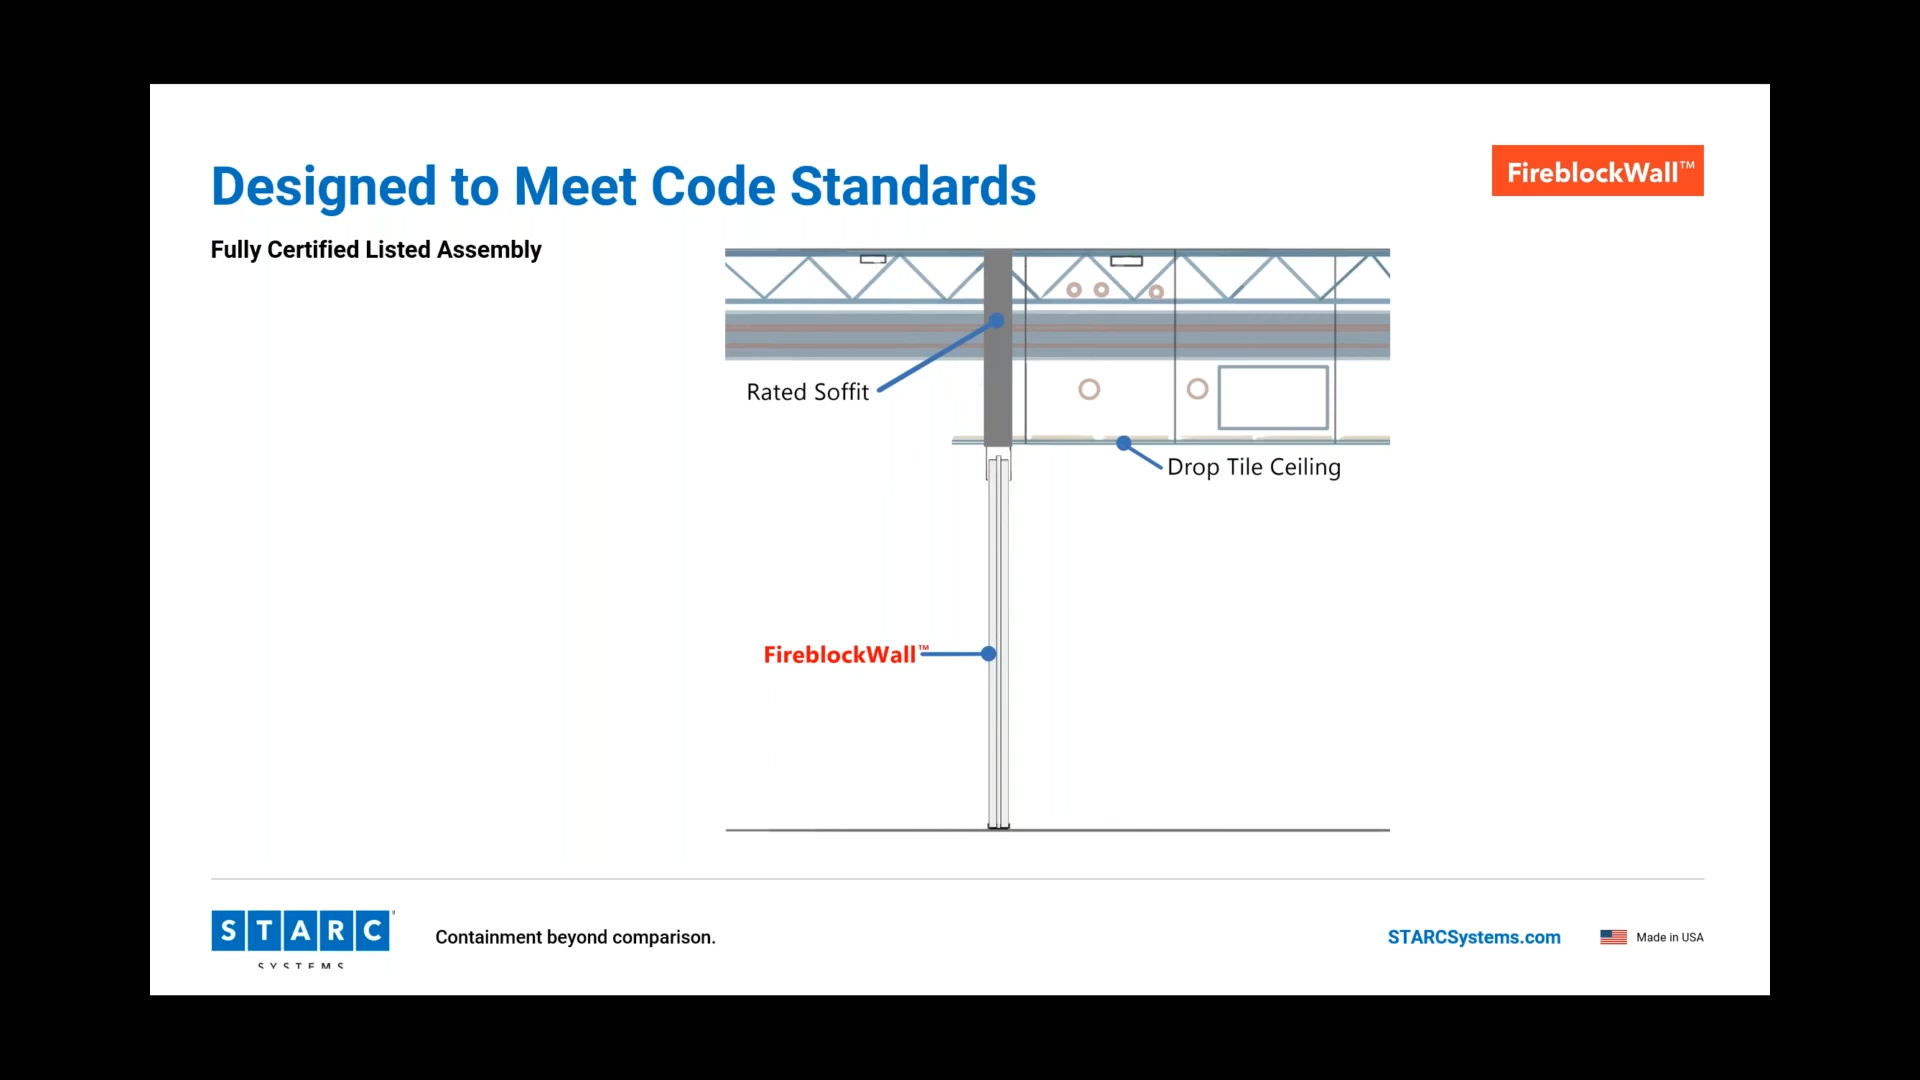 Designed to Meet Code Standards
FireblockWall™
Fully Certified Listed Assembly
Rated Soffit
Drop Tile Ceiling
FireblockWall™
STARC
SYSTEMS
Containment beyond comparison.
STARCSystems.com
Made in USA